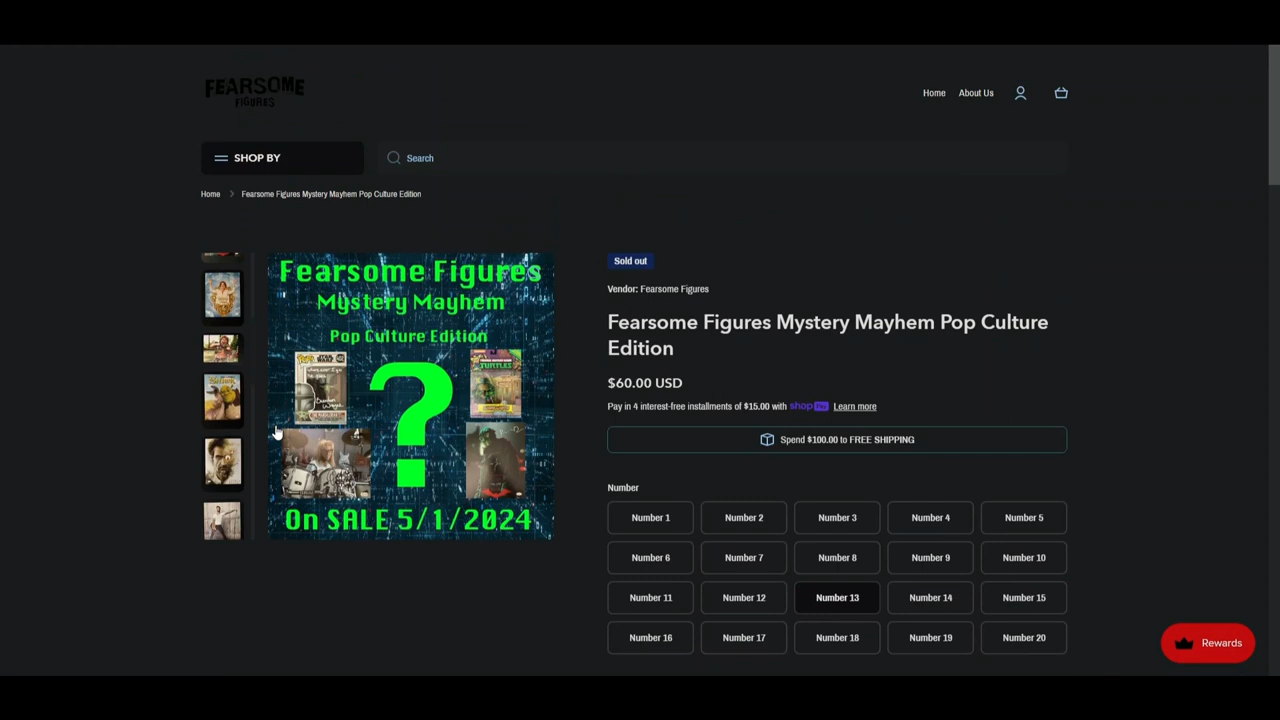 FEARSOME
FIGURES
Home
About Us
SHOP BY
Search
Home
Fearsome Figures Mystery Mayhem Pop Culture Edition
Fearsome Figures
Mystery Mayhem
Pop Culture Edition
STAR WARS
TURTLES
?
On SALE 5/1/2024
Sold out
Vendor: Fearsome Figures
Fearsome Figures Mystery Mayhem Pop Culture
Edition
$60.00 USD
Pay in 4 interest-free installments of $15.00 with shop Pay Learn more
Spend $100.00 to FREE SHIPPING
Number
Number 1
Number 2
Number 3
Number 4
Number 5
Number 6
Number 7
Number 8
Number 9
Number 10
Number 11
Number 12
Number 13
Number 14
Number 15
Number 16
Number 17
Number 18
Number 19
Number 20
Rewards